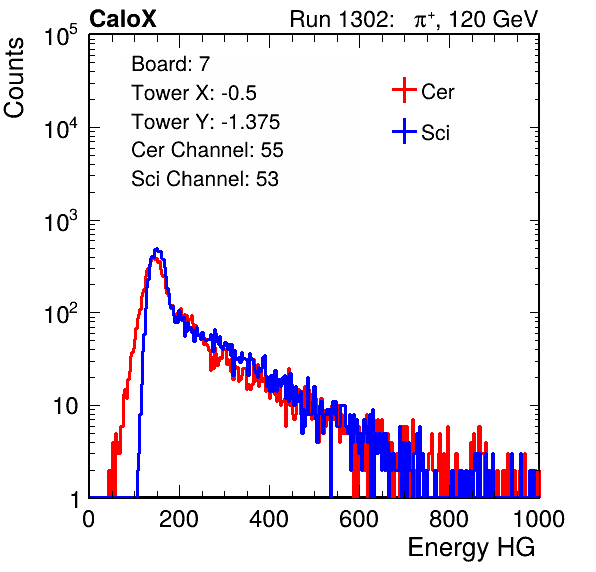 CaloX Run 1302: π⁺, 120 GeV
Board: 7
Tower X: -0.5
Tower Y: -1.375
Cer Channel: 55
Sci Channel: 53
Cer
Sci
Counts
10⁵
10⁴
10³
10²
10
1
0 200 400 600 800 1000
Energy HG